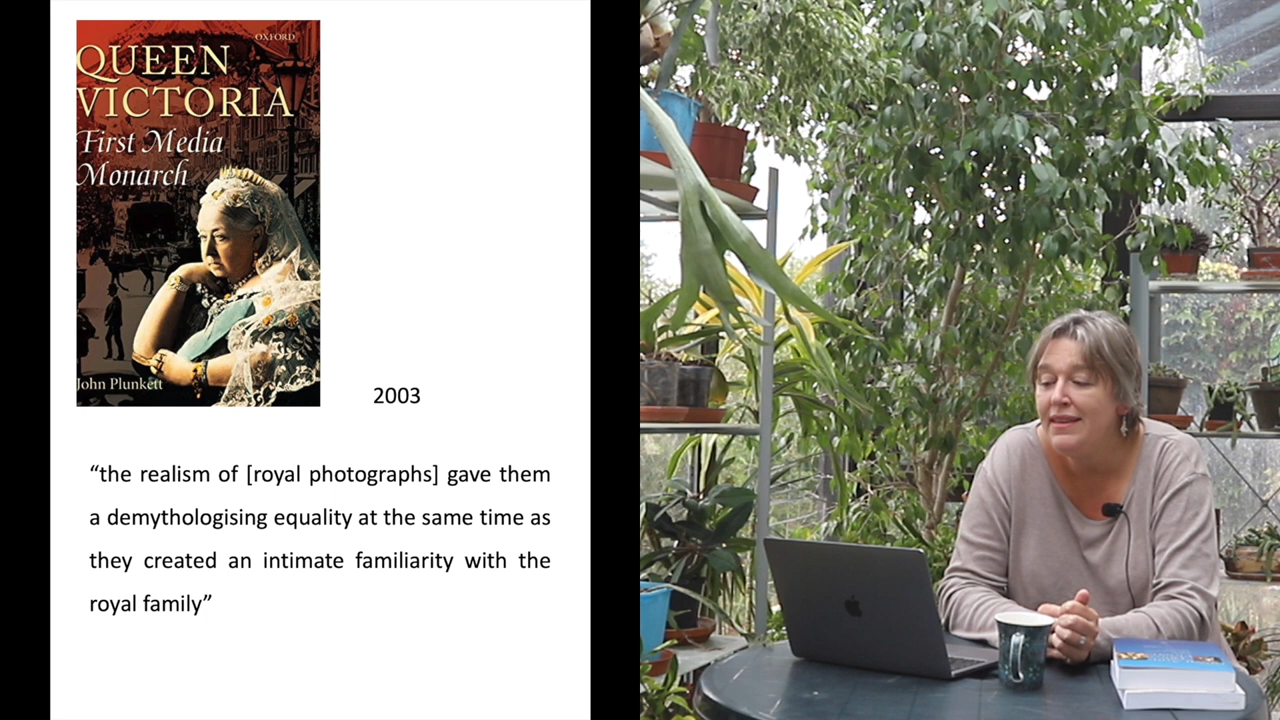 OXFORD
QUEEN
VICTORIA
First Media
Monarch
John Plunkett
2003
“the realism of [royal photographs] gave them
a demythologising equality at the same time as
they created an intimate familiarity with the
royal family”